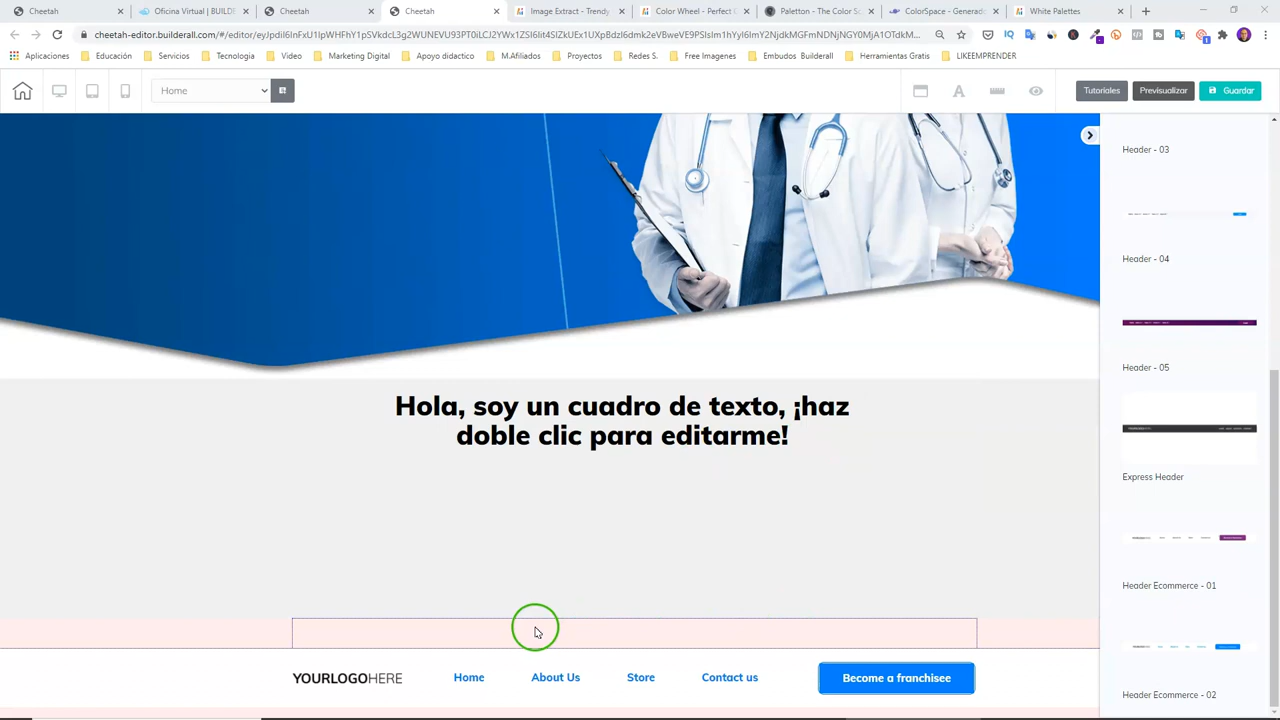 Cheetah
Oficina Virtual | BUILDE
Cheetah
Cheetah
Image Extract - Trendy
Color Wheel - Perfect C
Paletton - The Color Sc
ColorSpace - Generado
White Palettes
Aplicaciones
Educación
Servicios
Tecnologia
Videos
Marketing Digital
Apoyo didactico
M.Afiliados
Proyectos
Redes S.
Free Imagenes
Embudos Builderall
Herramientas Gratis
LIKEEMPRENDER
Home
Tutoriales
Previsualizar
Guardar
Hola, soy un cuadro de texto, ¡haz
doble clic para editarme!
YOURLOGOHERE
Home
About Us
Store
Contact us
Become a franchisee
Header - 03
Header - 04
Header - 05
Express Header
Header Ecommerce - 01
Header Ecommerce - 02